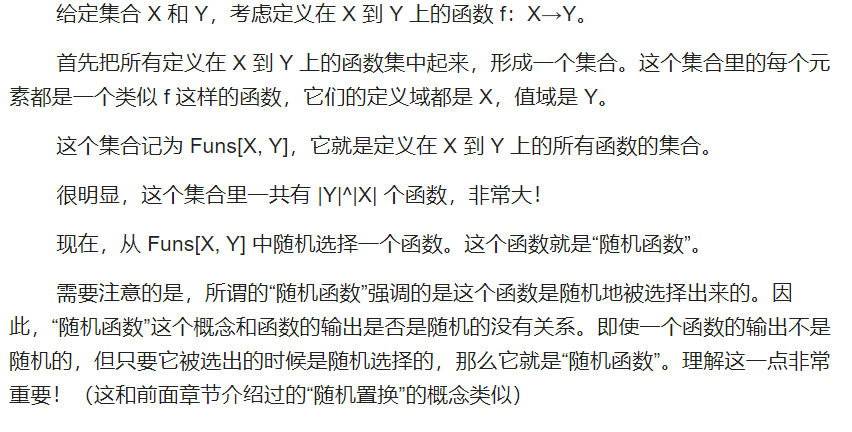 给定集合 X 和 Y，考虑定义在 X 到 Y 上的函数 f：X→Y。
首先把所有定义在 X 到 Y 上的函数集中起来，形成一个集合。这个集合里的每个元
素都是一个类似 f 这样的函数，它们的定义域都是 X，值域是 Y。
这个集合记为 Funs[X, Y]，它就是定义在 X 到 Y 上的所有函数的集合。
很明显，这个集合里一共有 |Y|^|X| 个函数，非常大！
现在，从 Funs[X, Y] 中随机选择一个函数。这个函数就是“随机函数”。
需要注意的是，所谓的“随机函数”强调的是这个函数是随机地被选择出来的。因
此，“随机函数”这个概念和函数的输出是否是随机的没有关系。即使一个函数的输出不是
随机的，但只要它被选出的时候是随机选择的，那么它就是“随机函数”。理解这一点非常
重要！（这和前面章节介绍过的“随机置换”的概念类似）